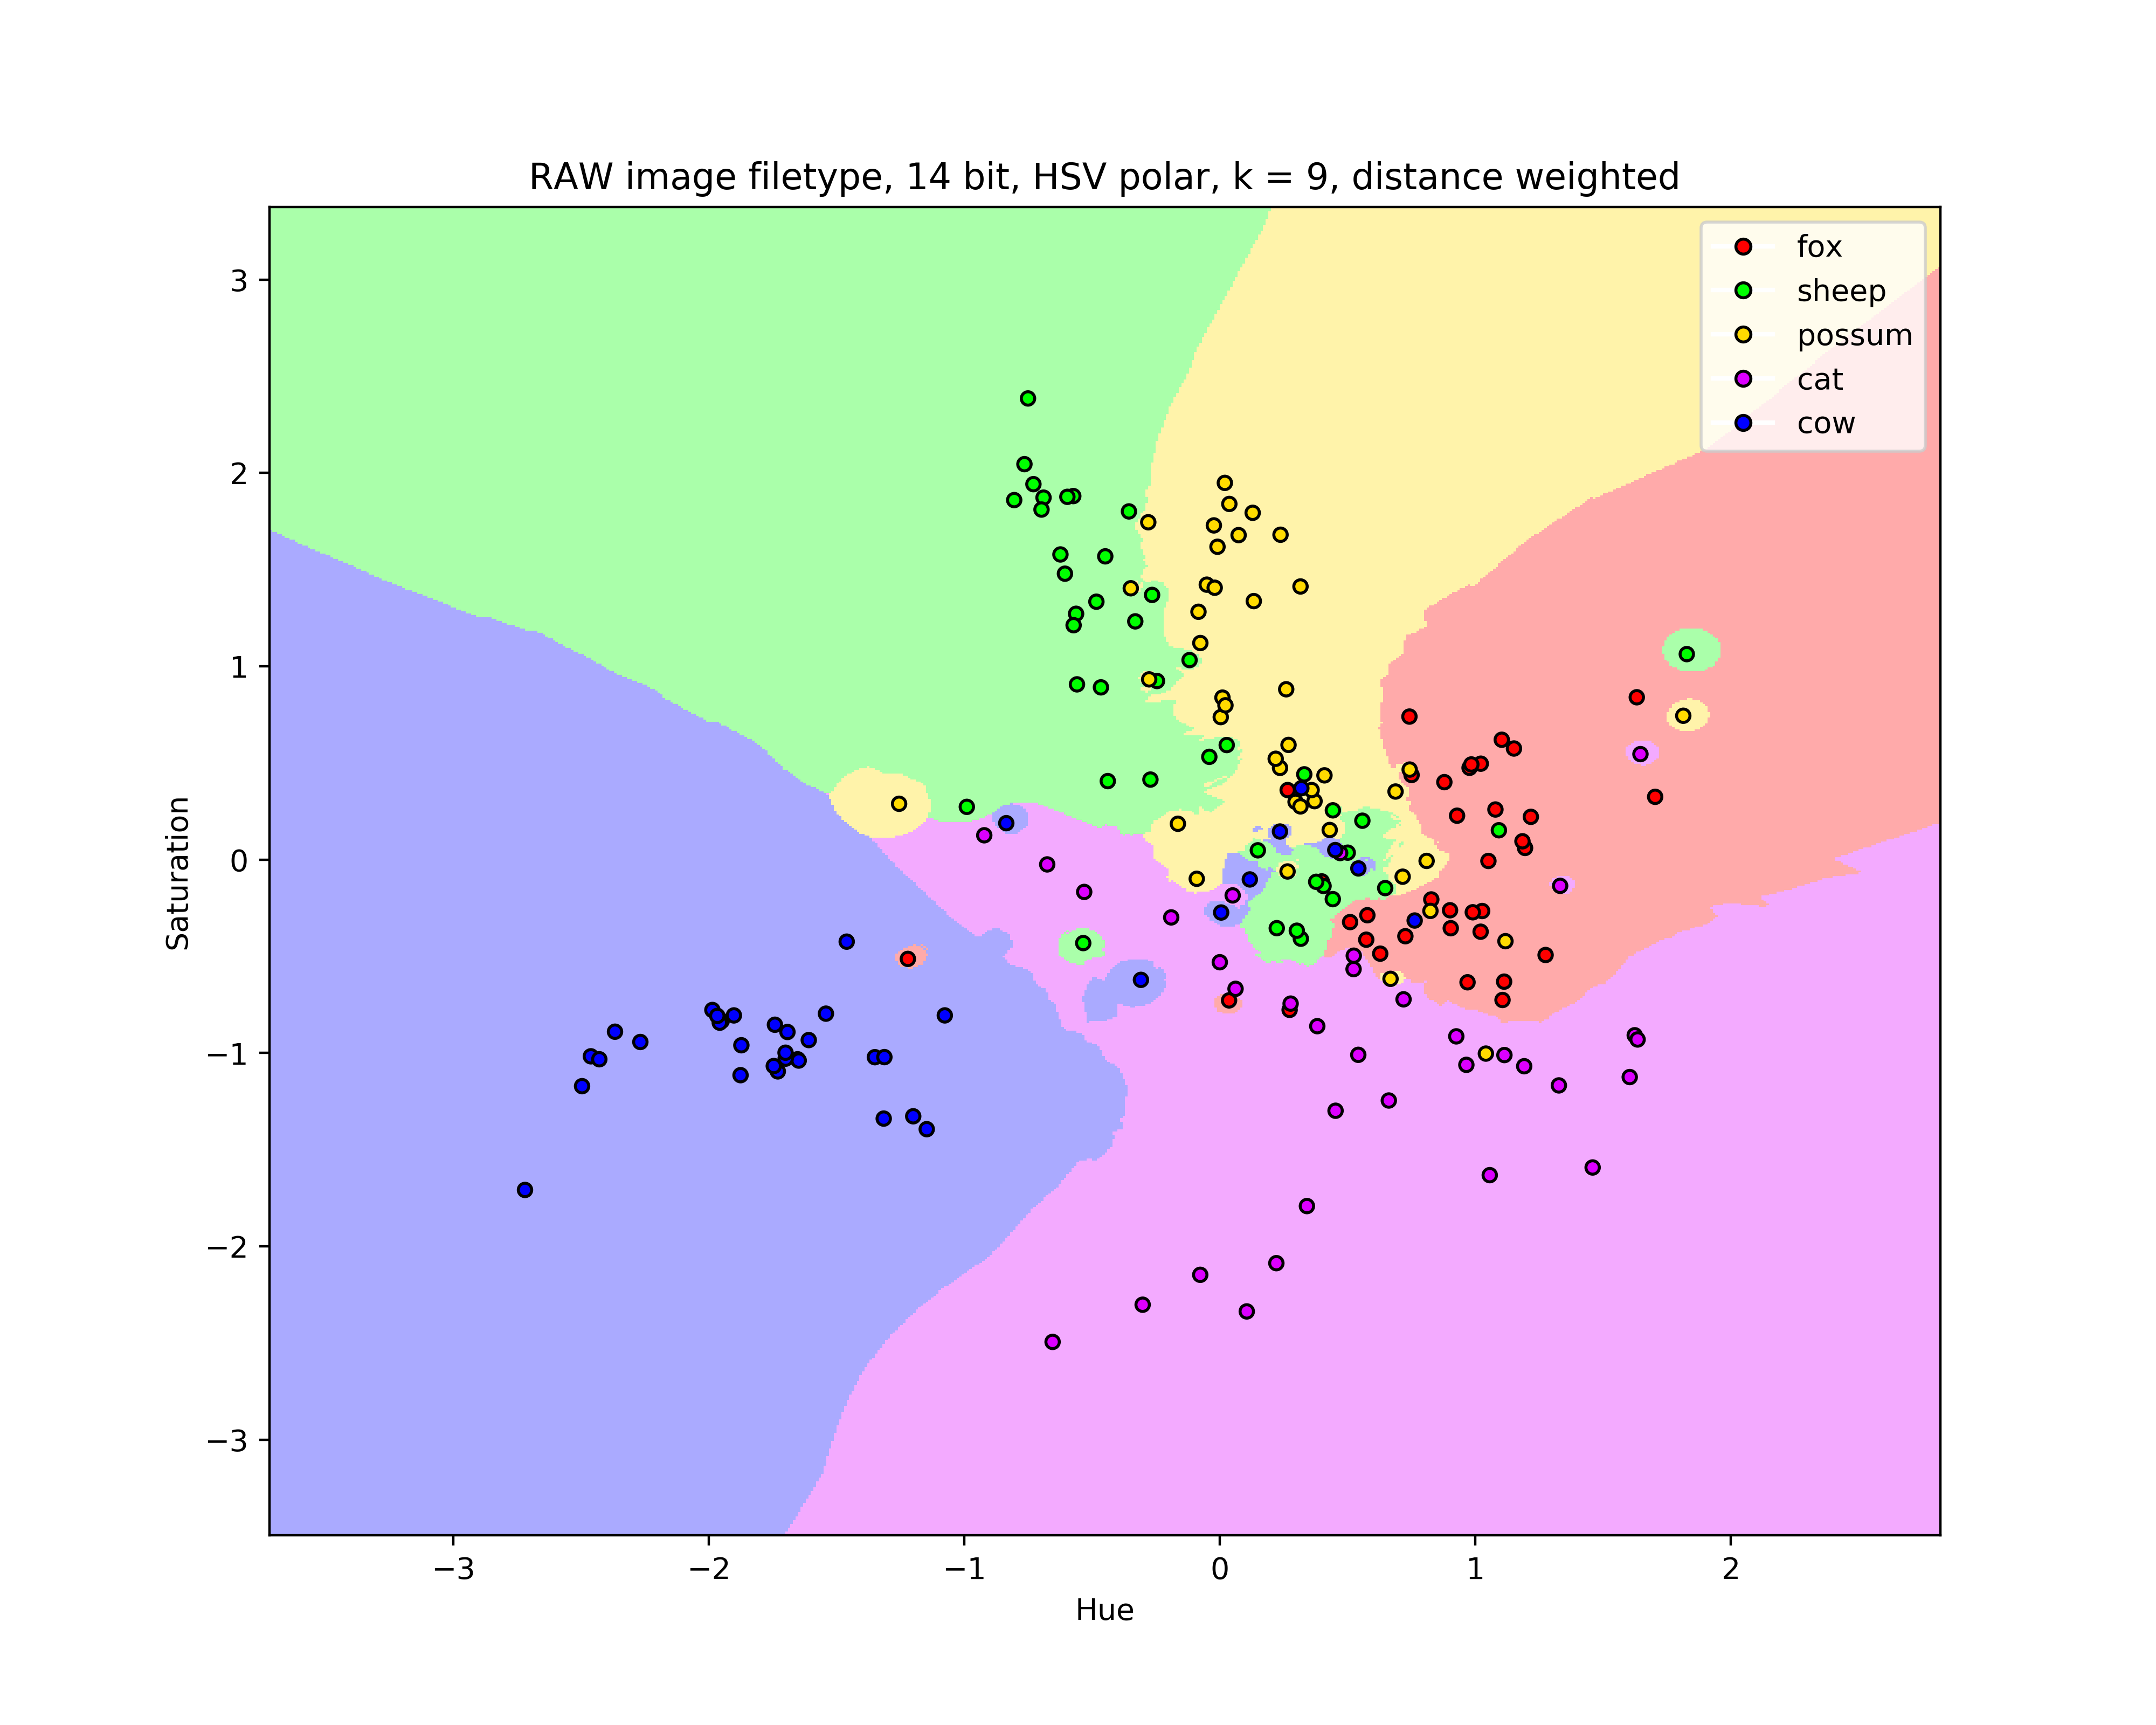 RAW image filetype, 14 bit, HSV polar, k = 9, distance weighted
fox
sheep
possum
cat
cow
Saturation
3
2
1
0
−1
−2
−3
−3
−2
−1
0
1
2
Hue